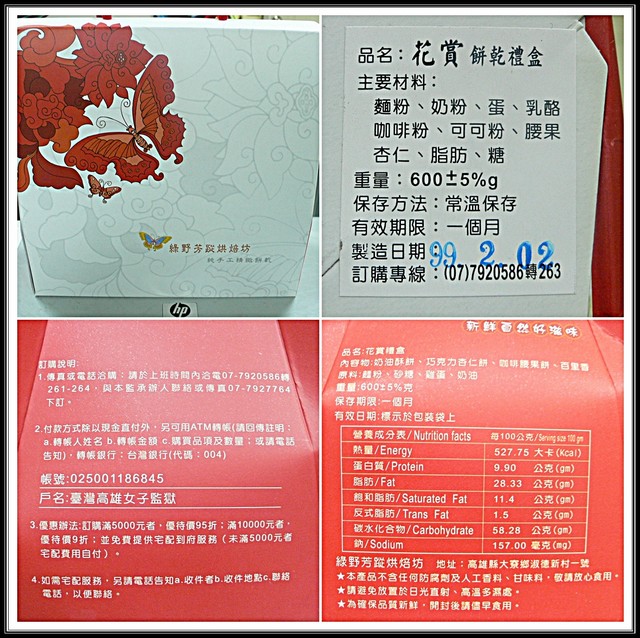 綠野芳蹤烘焙坊
純手工精緻餅乾
hp
品名：花賞餅乾禮盒
主要材料：
麵粉、奶粉、蛋、乳酪
咖啡粉、可可粉、腰果
杏仁、脂肪、糖
重量：600±5%g
保存方法：常溫保存
有效期限：一個月
製造日期：99 2. 02
訂購專線：(07)7920586轉263
訂購說明:
1.傳真或電話洽購：請於上班時間內洽電07-7920586轉
261-264，與本監承辦人聯絡或傳真07-7927764
下訂。
2.付款方式除以現金直付外，另可用ATM轉帳(請回傳註明：
a.轉帳人姓名 b.轉帳金額 c.購買品項及數量；或請電話
告知)，轉帳銀行：台灣銀行(代碼：004)
帳號:025001186845
戶名:臺灣高雄女子監獄
3.優惠辦法:訂購滿5000元者，優待價95折；滿10000元者，
優待價9折；並免費提供宅配到府服務（未滿5000元者
宅配費用自付）。
4.如需宅配服務，另請電話告知a.收件者b.收件地點c.聯絡
電話，以便聯絡。
新鮮自然好滋味
品名:花賞禮盒
內容物:奶油酥餅、巧克力杏仁餅、咖啡腰果餅、百里香
原料:麵粉、砂糖、雞蛋、奶油
重量:600±5%克
保存期限:一個月
有效日期:標示於包裝袋上
營養成分表/Nutrition facts 每100公克/Serving size 100 gm
熱量/Energy 527.75 大卡(Kcal)
蛋白質/Protein 9.90 公克(gm)
脂肪/Fat 28.33 公克(gm)
飽和脂肪/Saturated Fat 11.4 公克(gm)
反式脂肪/Trans Fat 1.5 公克(gm)
碳水化合物/Carbohydrate 58.28 公克(gm)
鈉/Sodium 157.00 毫克(mg)
綠野芳蹤烘焙坊 地址：高雄縣大寮鄉淑德新村一號
★本產品不含任何防腐劑及人工香料、甘味料，敬請放心食用。
★請避免放置於日光直射、高溫多濕處。
★為確保品質新鮮，開封後請儘早食用。